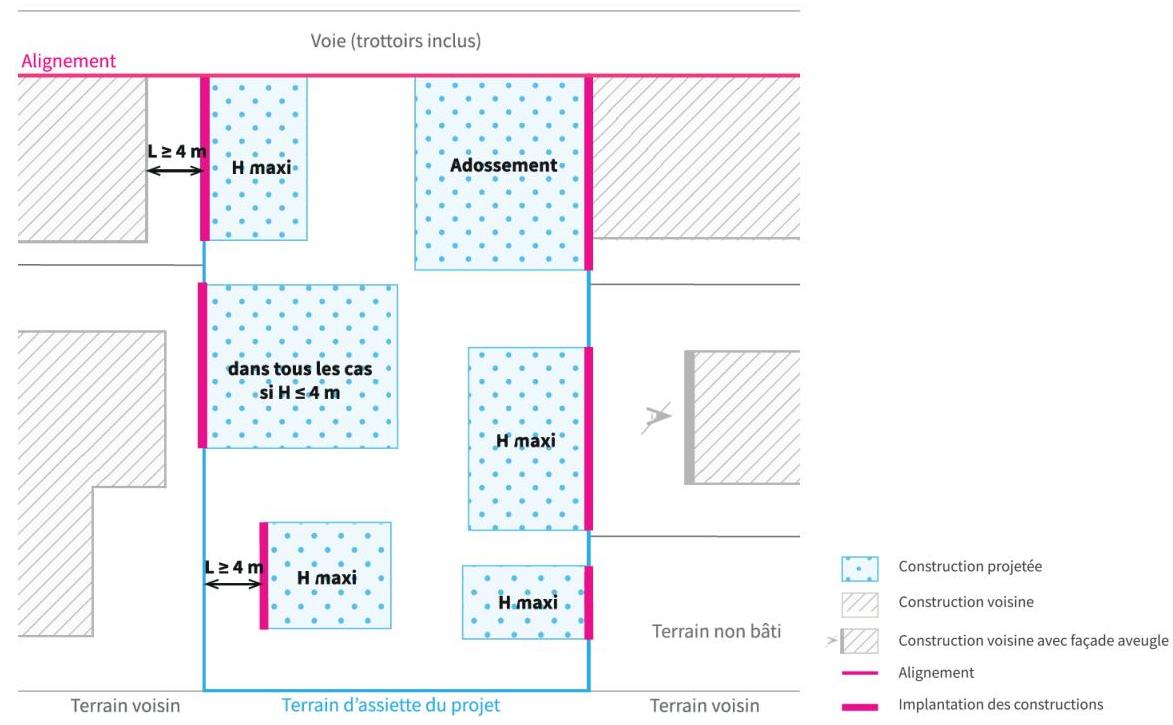 Voie (trottoirs inclus)
Alignement
L ≥ 4 m
H maxi
Adossement
dans tous les cas
si H ≤ 4 m
H maxi
L ≥ 4 m
H maxi
H maxi
Terrain non bâti
Terrain voisin
Terrain d'assiette du projet
Terrain voisin
Construction projetée
Construction voisine
Construction voisine avec façade aveugle
Alignement
Implantation des constructions